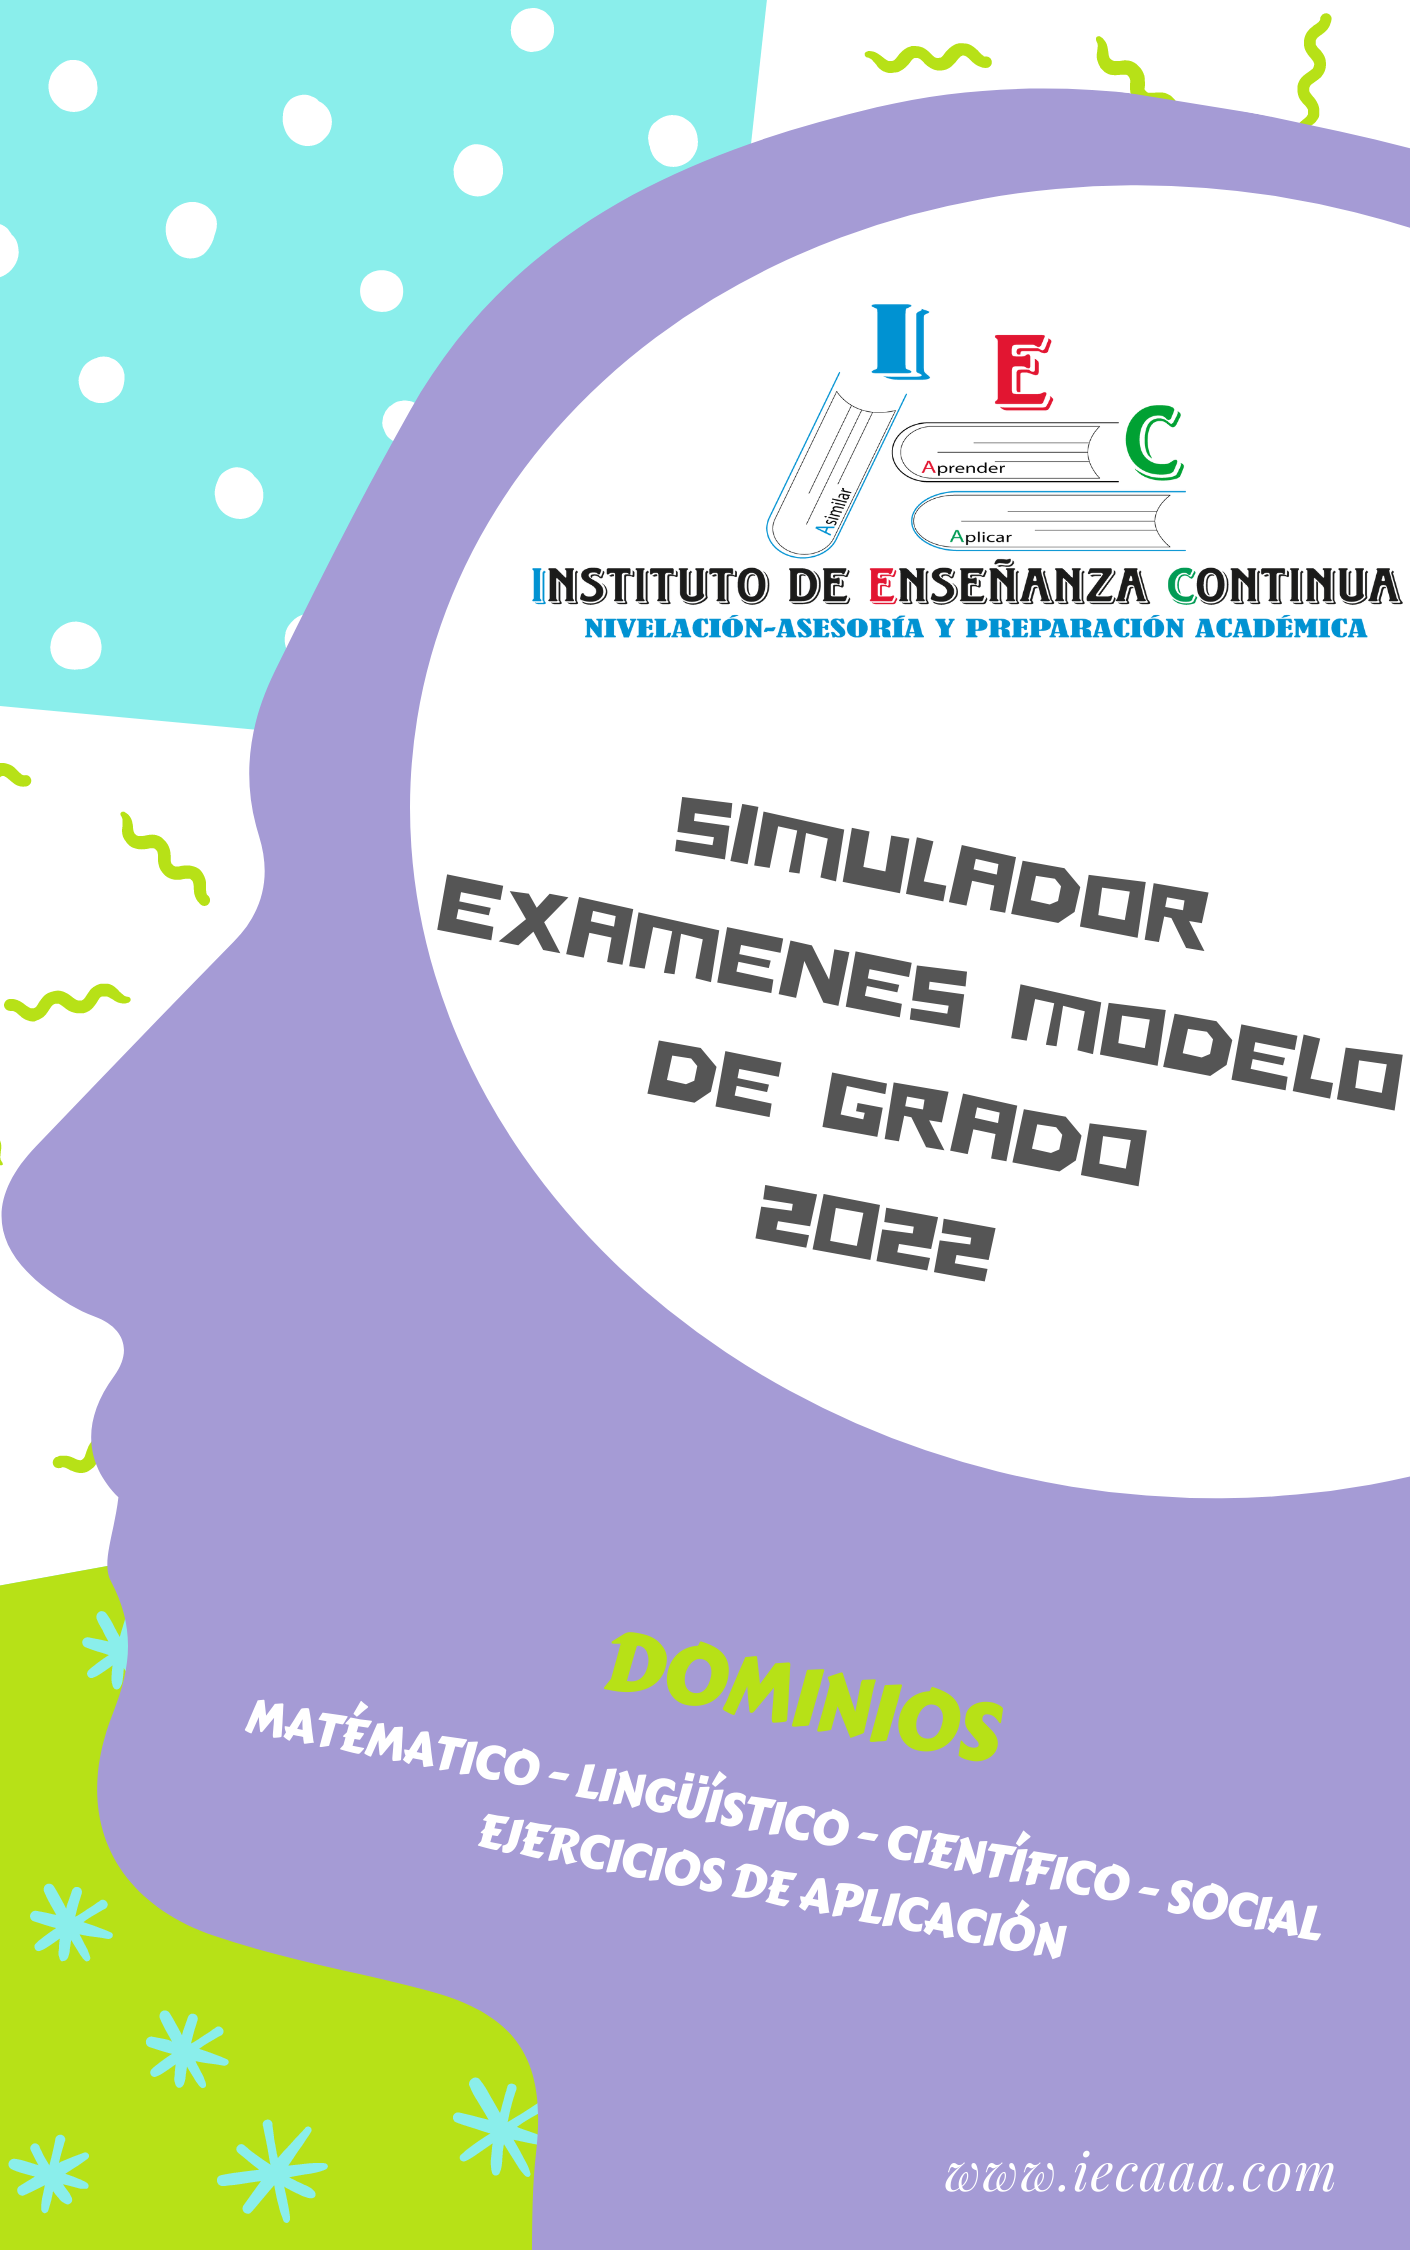 I E C
Asimilar
Aprender
Aplicar
INSTITUTO DE ENSEÑANZA CONTINUA
NIVELACIÓN-ASESORÍA Y PREPARACIÓN ACADÉMICA
SIMULADOR
EXAMENES MODELO
DE GRADO
2022
DOMINIOS
MATÉMATICO - LINGÜÍSTICO - CIENTÍFICO - SOCIAL
EJERCICIOS DE APLICACIÓN
www.iecaaa.com